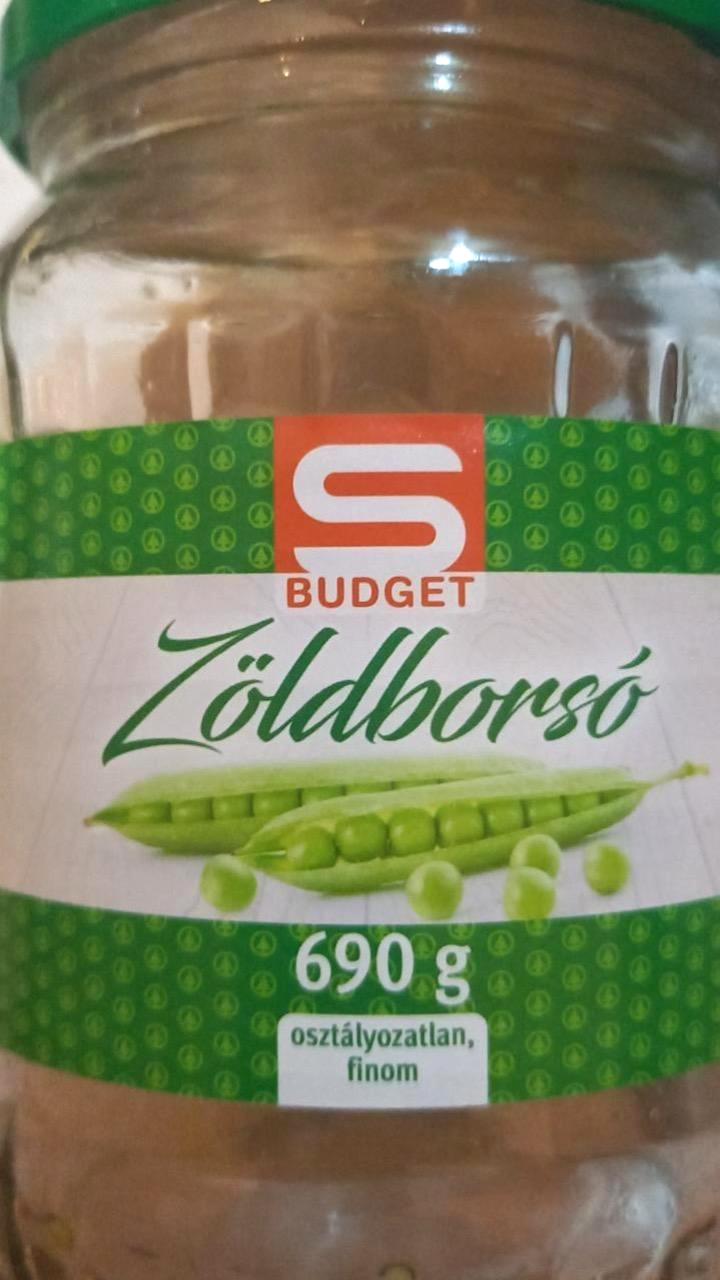 S
BUDGET
Zöldborsó
690 g
osztályozatlan,
finom